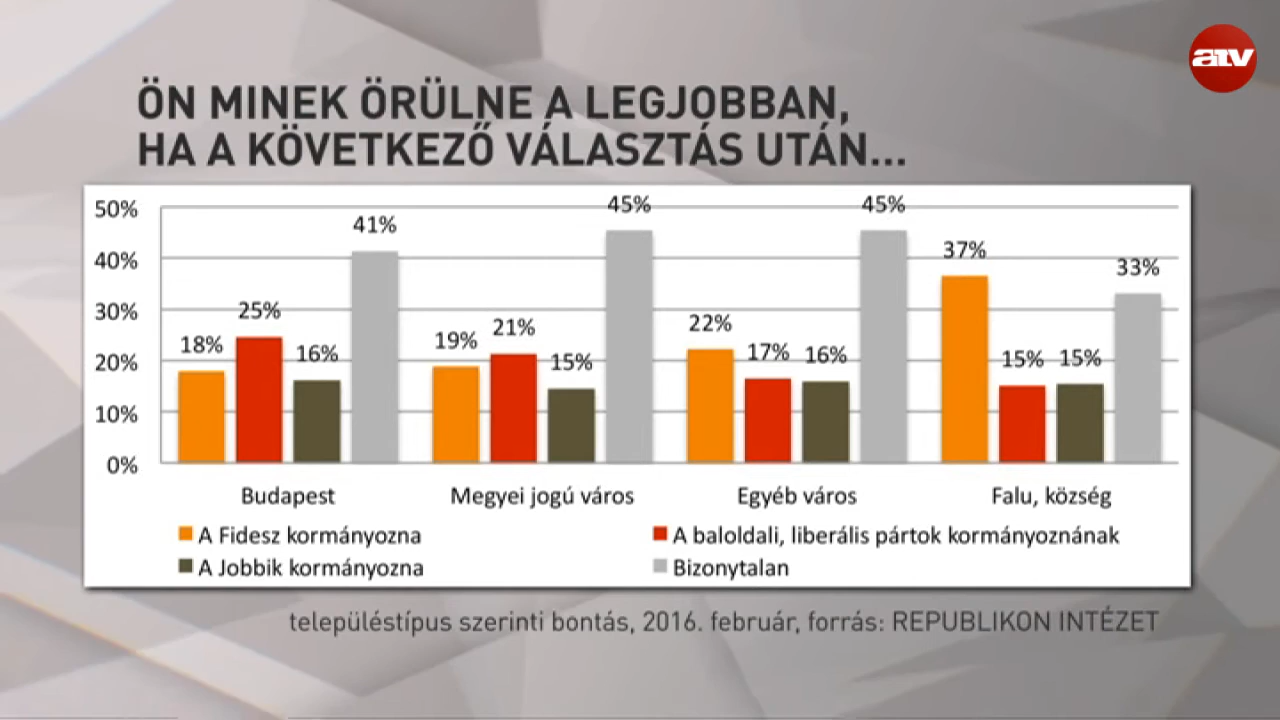 atv
ÖN MINEK ÖRÜLNE A LEGJOBBAN,
HA A KÖVETKEZŐ VÁLASZTÁS UTÁN...
50%
40%
30%
20%
10%
0%
18%
25%
16%
41%
19%
21%
15%
45%
22%
17%
16%
45%
37%
15%
15%
33%
Budapest
Megyei jogú város
Egyéb város
Falu, község
A Fidesz kormányozna
A baloldali, liberális pártok kormányoznának
A Jobbik kormányozna
Bizonytalan
településtípus szerinti bontás, 2016. február, forrás: REPUBLIKON INTÉZET